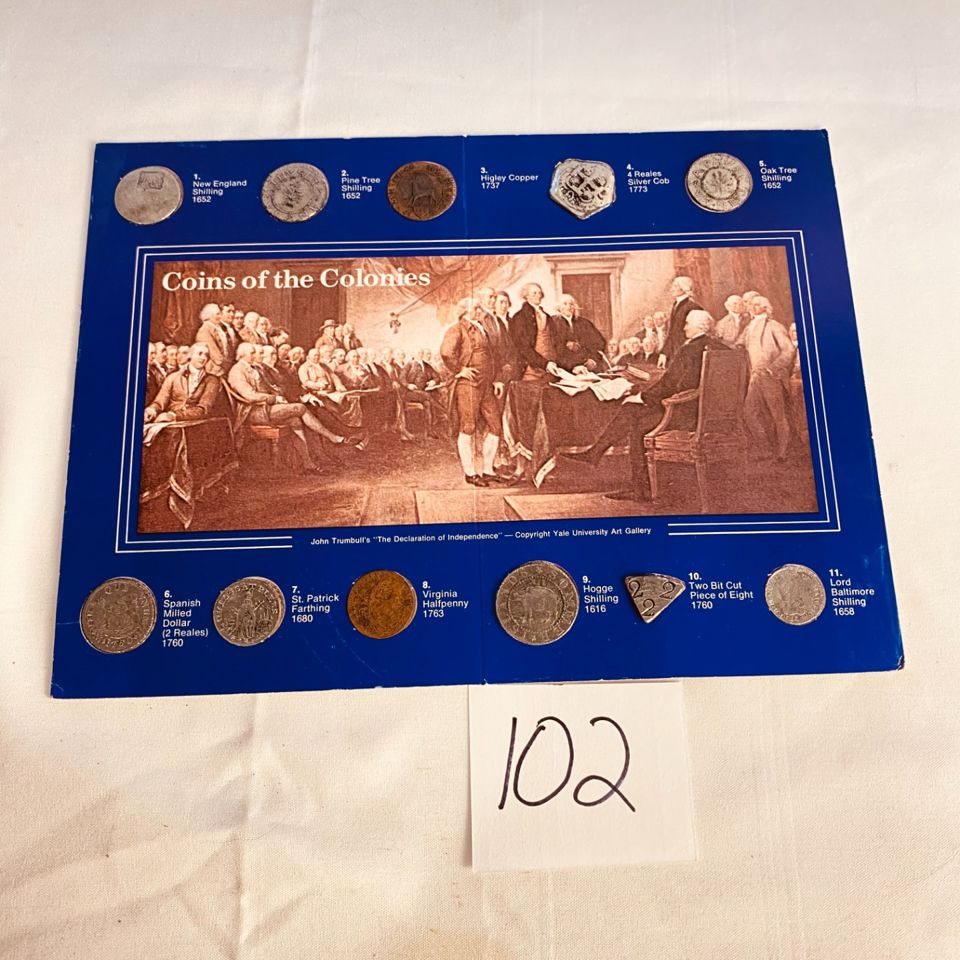 1.
New England
Shilling
1652
2.
Pine Tree
Shilling
1652
3.
Higley Copper
1737
4.
4 Reales
Silver Cob
1773
5.
Oak Tree
Shilling
1652
Coins of the Colonies
John Trumbull's "The Declaration of Independence" — Copyright Yale University Art Gallery
6.
Spanish
Milled
Dollar
(2 Reales)
1760
7.
St. Patrick
Farthing
1680
8.
Virginia
Halfpenny
1763
9.
Hogge
Shilling
1616
2 2
2
10.
Two Bit Cut
Piece of Eight
1760
11.
Lord
Baltimore
Shilling
1658
102